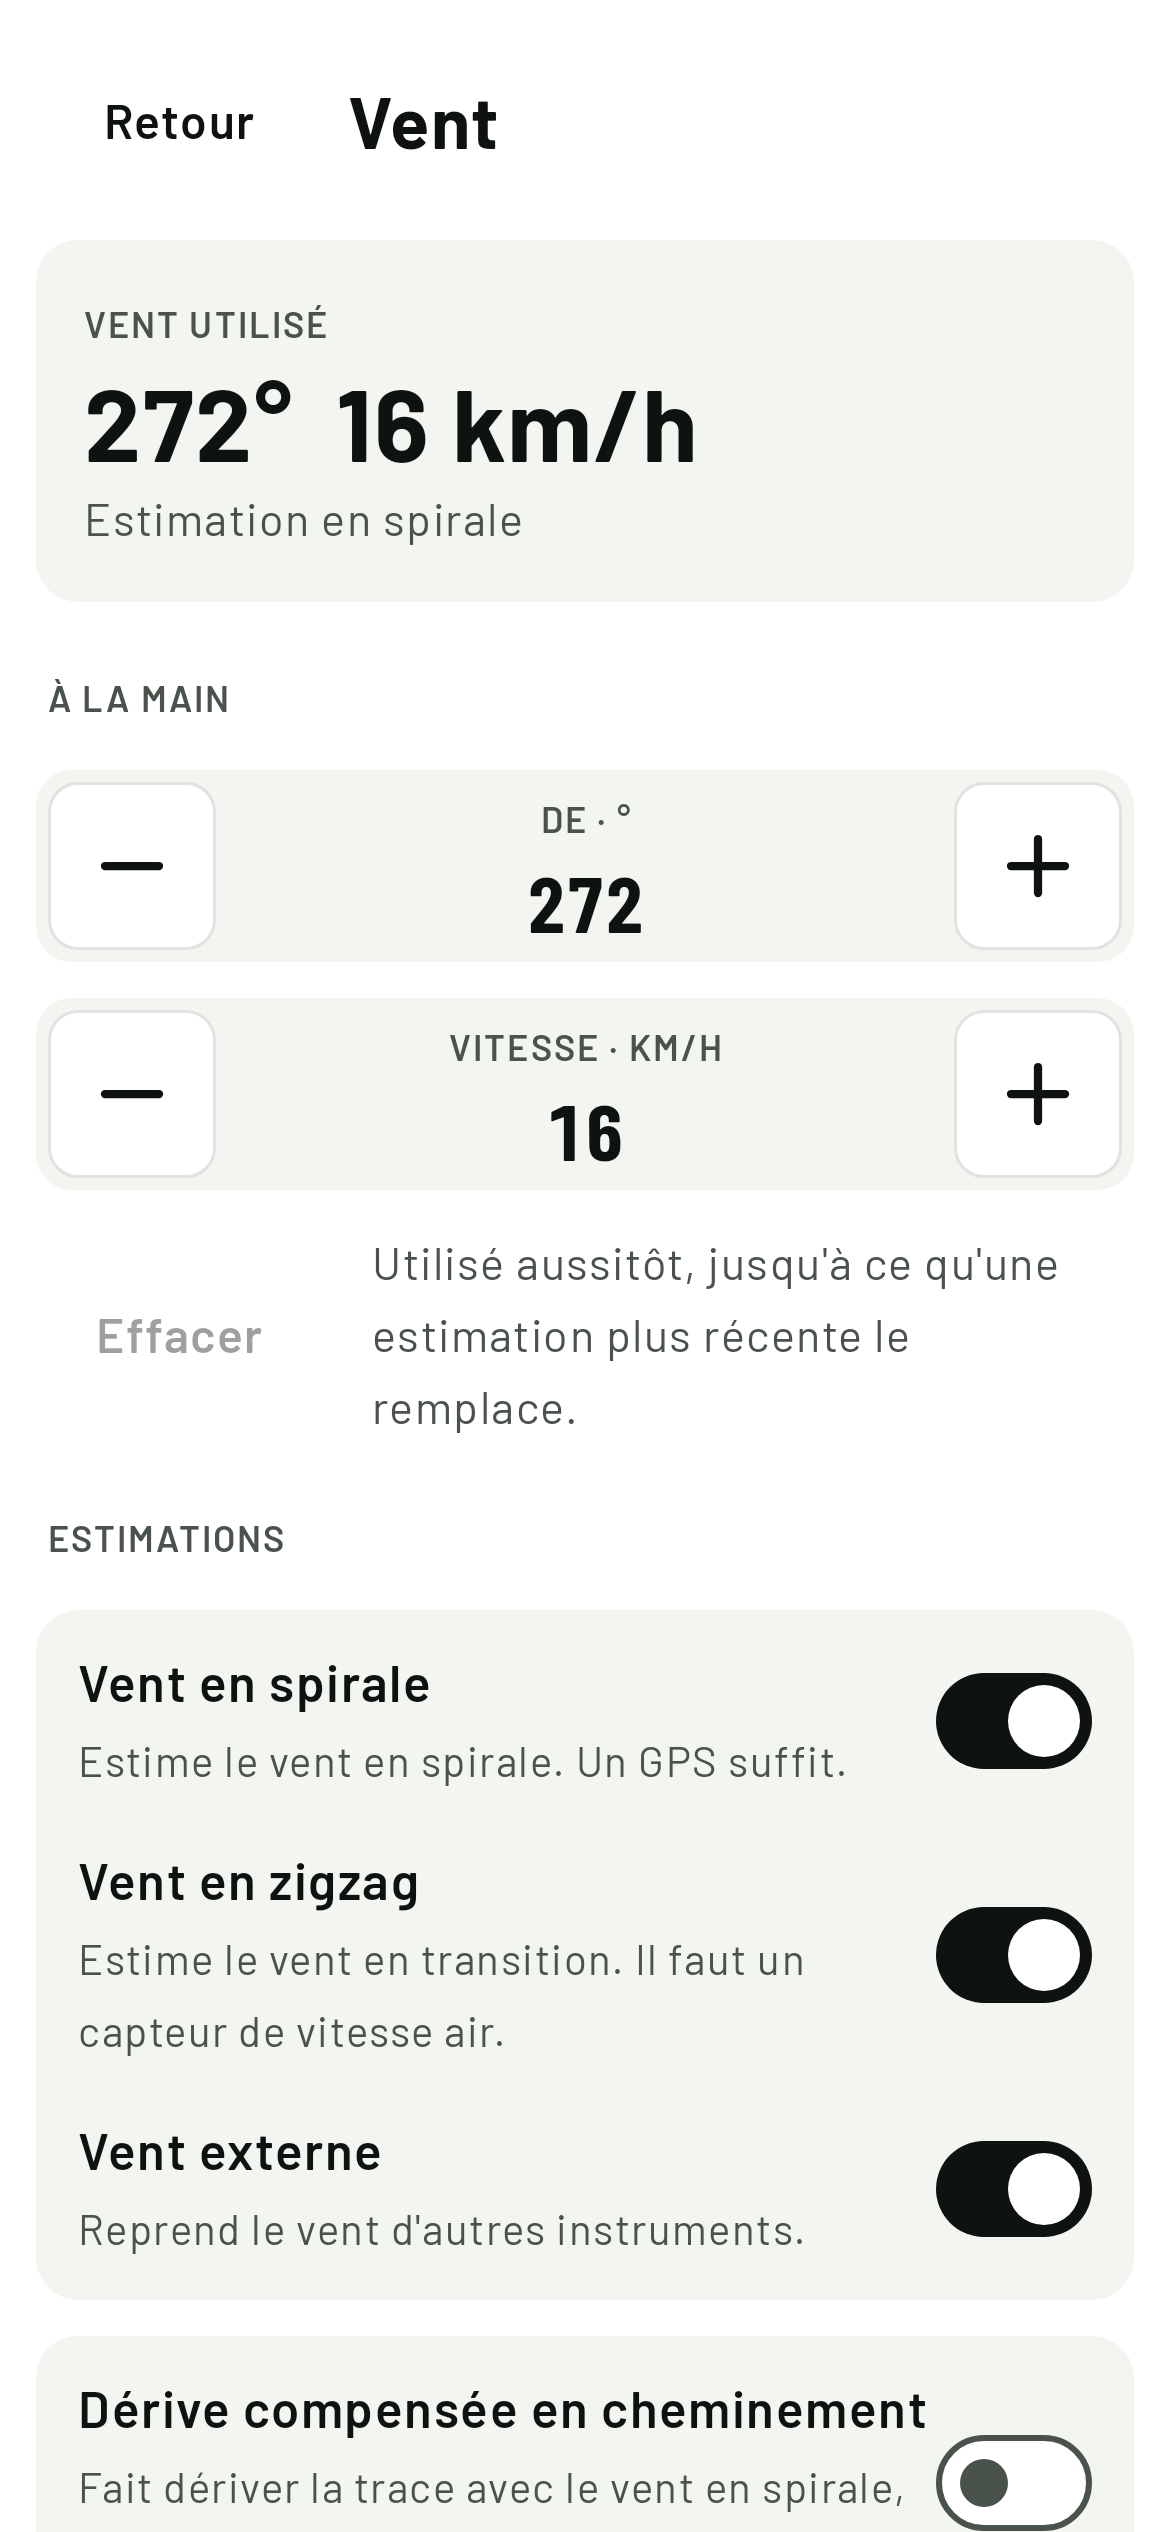 Retour Vent
VENT UTILISÉ
272° 16 km/h
Estimation en spirale
À LA MAIN
DE · °
272
VITESSE · KM/H
16
Effacer
Utilisé aussitôt, jusqu'à ce qu'une
estimation plus récente le
remplace.
ESTIMATIONS
Vent en spirale
Estime le vent en spirale. Un GPS suffit.
Vent en zigzag
Estime le vent en transition. Il faut un
capteur de vitesse air.
Vent externe
Reprend le vent d'autres instruments.
Dérive compensée en cheminement
Fait dériver la trace avec le vent en spirale,